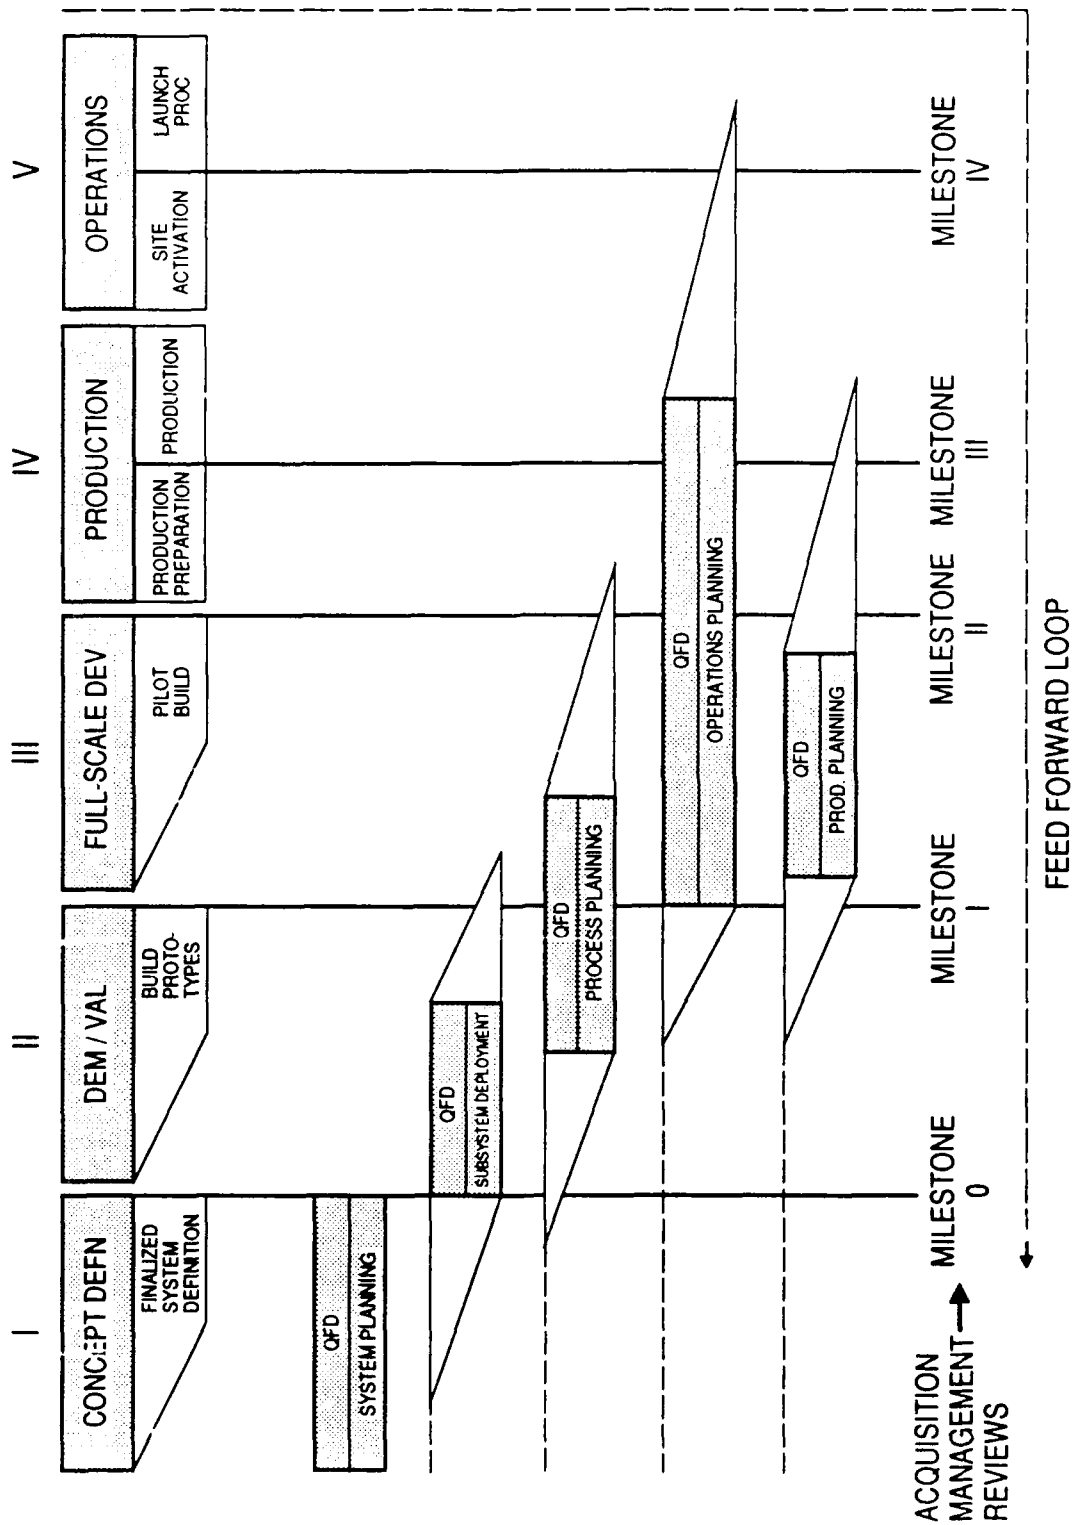 I
II
III
IV
V
CONCEPT DEFN
DEM / VAL
FULL-SCALE DEV
PRODUCTION
OPERATIONS
FINALIZED
SYSTEM
DEFINITION
BUILD
PROTO-
TYPES
PILOT
BUILD
PRODUCTION
PREPARATION
PRODUCTION
SITE
ACTIVATION
LAUNCH
PROC
QFD
SYSTEM PLANNING
QFD
SUBSYSTEM DEPLOYMENT
QFD
PROCESS PLANNING
QFD
OPERATIONS PLANNING
QFD
PROD. PLANNING
ACQUISITION
MANAGEMENT
REVIEWS
MILESTONE
0
MILESTONE
I
MILESTONE
II
MILESTONE
III
MILESTONE
IV
FEED FORWARD LOOP